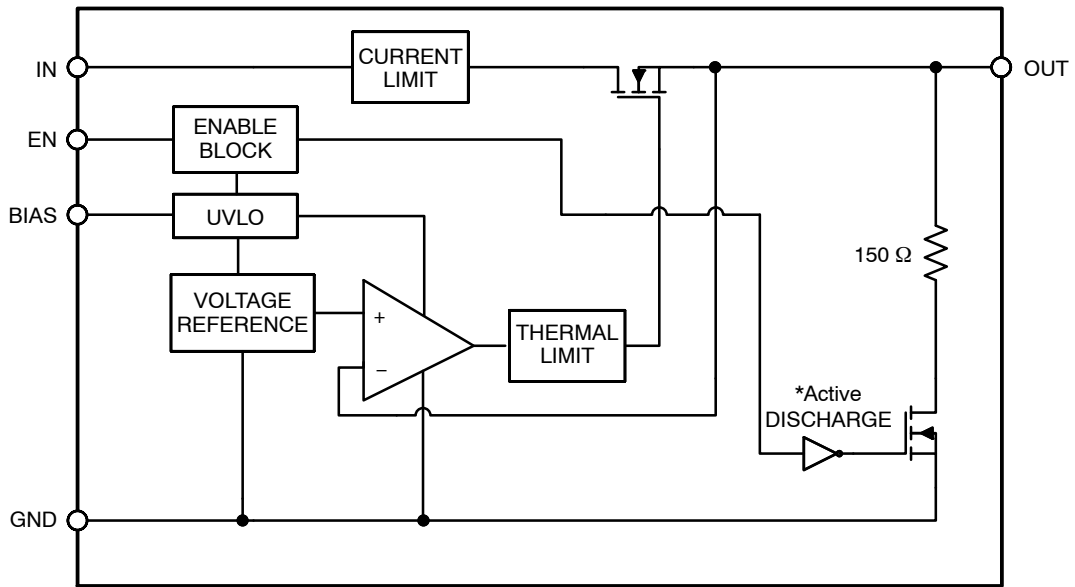 IN
CURRENT
LIMIT
OUT
EN
ENABLE
BLOCK
BIAS
UVLO
150 Ω
VOLTAGE
REFERENCE
+
−
THERMAL
LIMIT
*Active
DISCHARGE
GND